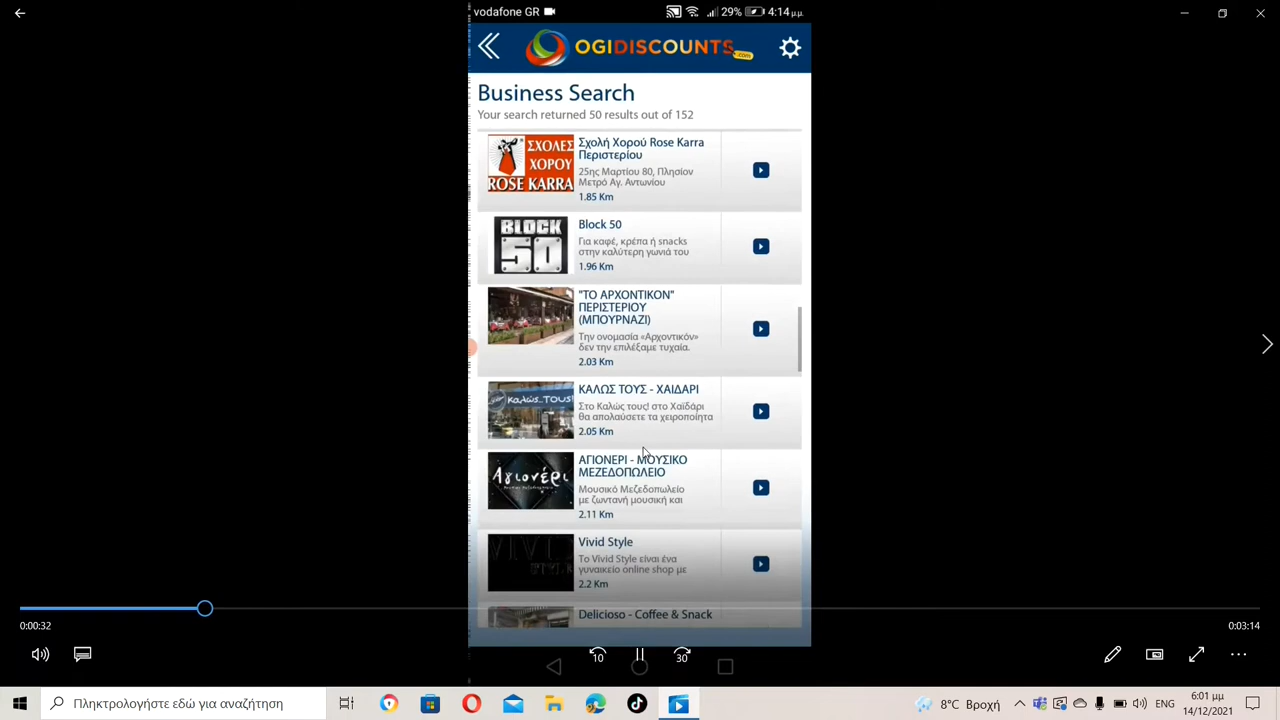 vodafone GR
29%
4:14 μμ
OGIDISCOUNTS.com
Business Search
Your search returned 50 results out of 152
ΣΧΟΛΕΣ
ΧΟΡΟΥ
ROSE KARRA
Σχολή Χορού Rose Karra
Περιστερίου
25ης Μαρτίου 80, Πλησίον
Μετρό Αγ. Αντωνίου
1.85 Km
BLOCK
50
Block 50
Για καφέ, κρέπα ή snacks
στην καλύτερη γωνιά του
1.96 Km
"ΤΟ ΑΡΧΟΝΤΙΚΟΝ"
ΠΕΡΙΣΤΕΡΙΟΥ
(ΜΠΟΥΡΝΑΖΙ)
Την ονομασία «Αρχοντικόν»
δεν την επιλέξαμε τυχαία.
2.03 Km
Καλώς..ΤΟΥΣ!
ΚΑΛΩΣ ΤΟΥΣ - ΧΑΙΔΑΡΙ
Στο Καλώς τους! στο Χαϊδάρι
θα απολαύσετε τα χειροποίητα
2.05 Km
Αγιονέρι
ΑΓΙΟΝΕΡΙ - ΜΟΥΣΙΚΟ
ΜΕΖΕΔΟΠΩΛΕΙΟ
Μουσικό Μεζεδοπωλείο
με ζωντανή μουσική και
2.11 Km
VIVID
STYLE
Vivid Style
Το Vivid Style είναι ένα
γυναικείο online shop με
2.2 Km
Delicioso - Coffee & Snack
0:00:32
0:03:14
10
30
Πληκτρολογήστε εδώ για αναζήτηση
8°C Βροχή
ENG
6:01 μμ
14/12/2021